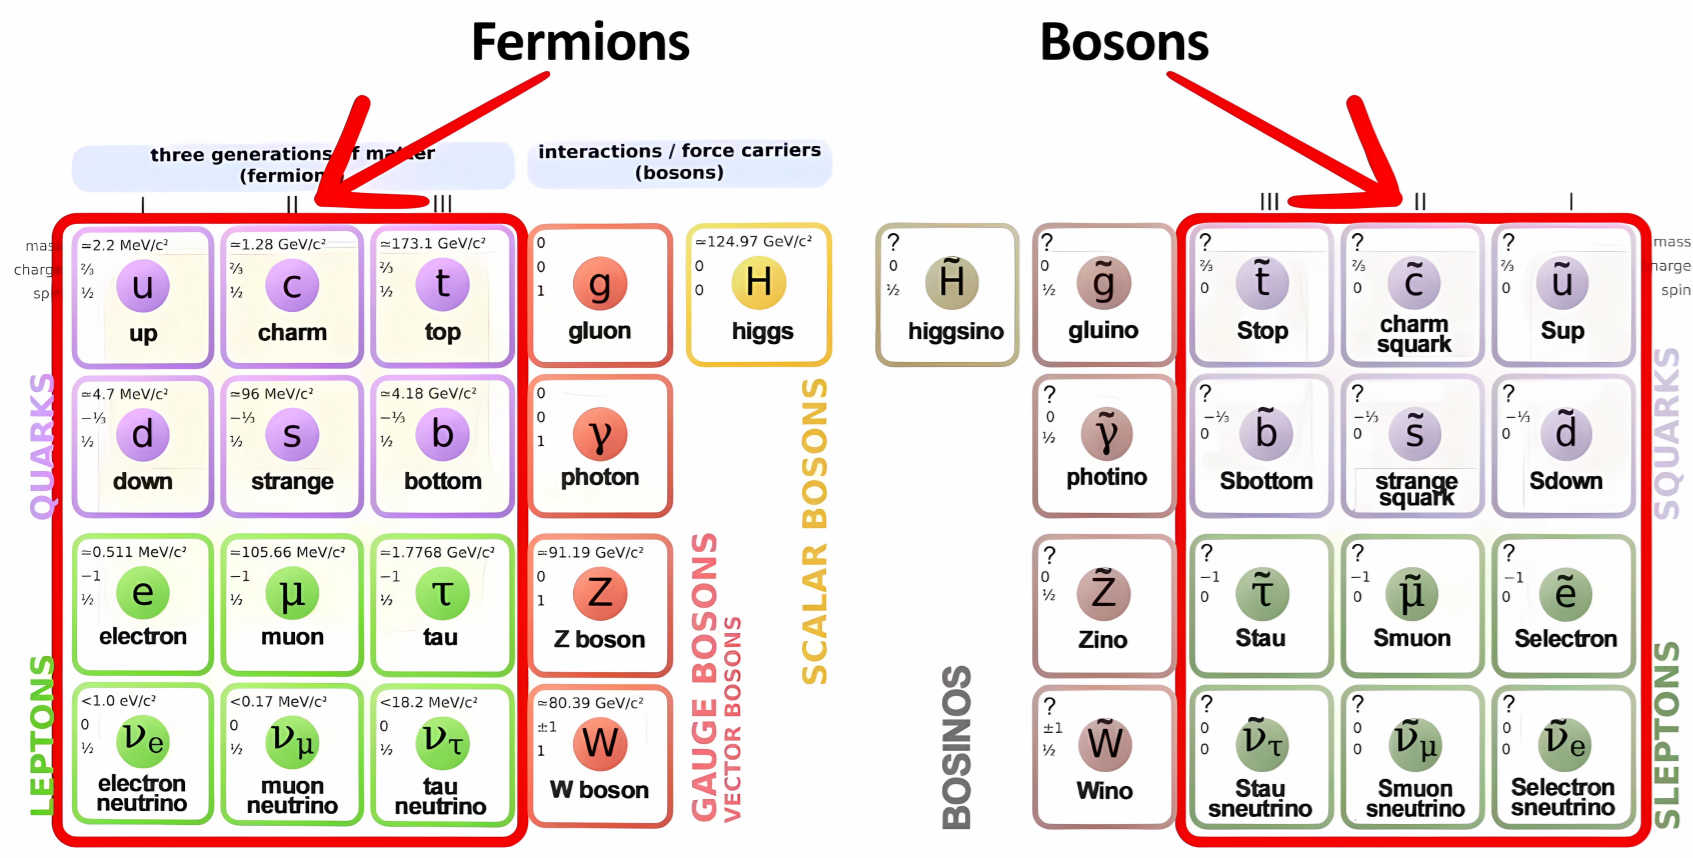 Fermions
Bosons
three generations of matter
(fermions)
interactions / force carriers
(bosons)
I
II
III
III
II
I
mass
charge
spin
≃2.2 MeV/c²
⅔
½
u
up
≃1.28 GeV/c²
⅔
½
c
charm
≃173.1 GeV/c²
⅔
½
t
top
0
0
1
g
gluon
≃124.97 GeV/c²
0
0
H
higgs
?
0
½
H̃
higgsino
?
0
½
g̃
gluino
?
⅔
0
t̃
Stop
?
⅔
0
c̃
charm
squark
?
⅔
0
ũ
Sup
mass
charge
spin
QUARKS
≃4.7 MeV/c²
−⅓
½
d
down
≃96 MeV/c²
−⅓
½
s
strange
≃4.18 GeV/c²
−⅓
½
b
bottom
0
0
1
γ
photon
SCALAR BOSONS
?
0
½
γ̃
photino
?
−⅓
0
b̃
Sbottom
?
−⅓
0
s̃
strange
squark
?
−⅓
0
d̃
Sdown
SQUARKS
≃0.511 MeV/c²
−1
½
e
electron
≃105.66 MeV/c²
−1
½
μ
muon
≃1.7768 GeV/c²
−1
½
τ
tau
≃91.19 GeV/c²
0
1
Z
Z boson
GAUGE BOSONS
VECTOR BOSONS
?
0
½
Z̃
Zino
?
−1
0
τ̃
Stau
?
−1
0
μ̃
Smuon
?
−1
0
ẽ
Selectron
LEPTONS
<1.0 eV/c²
0
½
νe
electron
neutrino
<0.17 MeV/c²
0
½
νμ
muon
neutrino
<18.2 MeV/c²
0
½
ντ
tau
neutrino
≃80.39 GeV/c²
±1
1
W
W boson
BOSINOS
?
±1
½
W̃
Wino
?
0
0
ν̃τ
Stau
sneutrino
?
0
0
ν̃μ
Smuon
sneutrino
?
0
0
ν̃e
Selectron
sneutrino
SLEPTONS